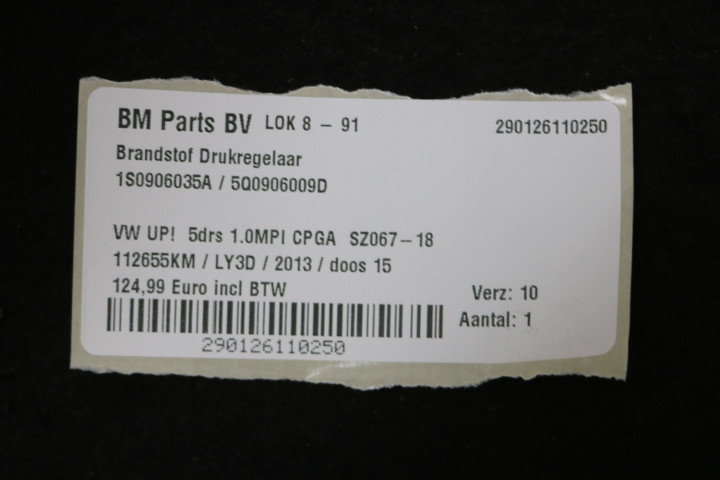 BM Parts BV LOK 8 - 91 290126110250
Brandstof Drukregelaar
1S0906035A / 5Q0906009D
VW UP! 5drs 1.0MPI CPGA SZ067-18
112655KM / LY3D / 2013 / doos 15
124,99 Euro incl BTW Verz: 10
Aantal: 1
290126110250